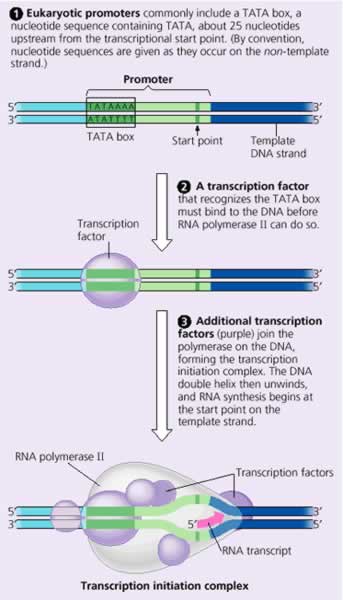 1 Eukaryotic promoters commonly include a TATA box, a
nucleotide sequence containing TATA, about 25 nucleotides
upstream from the transcriptional start point. (By convention,
nucleotide sequences are given as they occur on the non-template
strand.)
Promoter
5′ TATAAAA 3′
3′ ATATTTT 5′
TATA box
Start point
Template
DNA strand
2 A transcription factor
that recognizes the TATA box
must bind to the DNA before
RNA polymerase II can do so.
Transcription
factor
5′ 3′
3′ 5′
3 Additional transcription
factors (purple) join the
polymerase on the DNA,
forming the transcription
initiation complex. The DNA
double helix then unwinds,
and RNA synthesis begins at
the start point on the
template strand.
RNA polymerase II
Transcription factors
5′ 3′
3′ 5′ 5′
RNA transcript
Transcription initiation complex